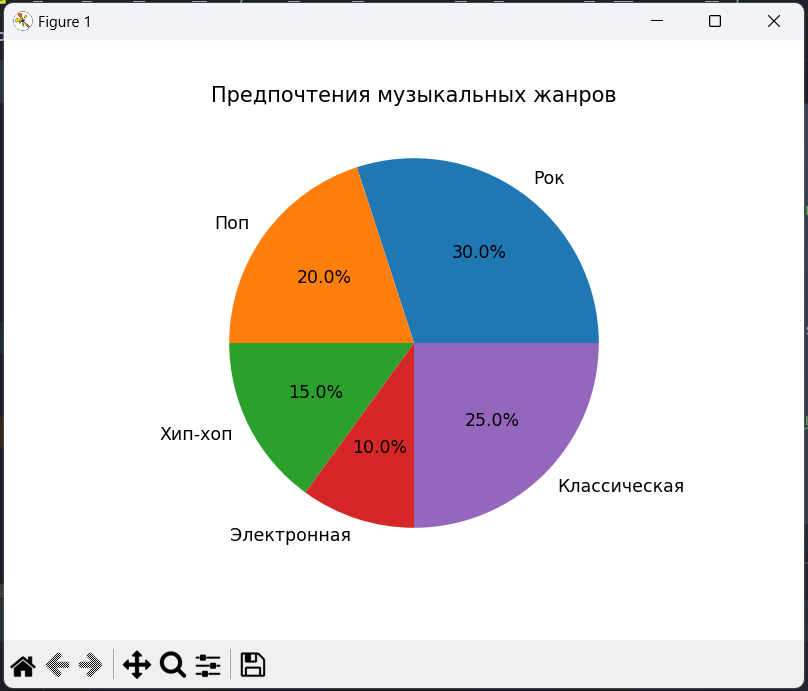 Figure 1
Предпочтения музыкальных жанров
Рок
Поп
30.0%
20.0%
15.0%
25.0%
Хип-хоп
10.0%
Классическая
Электронная